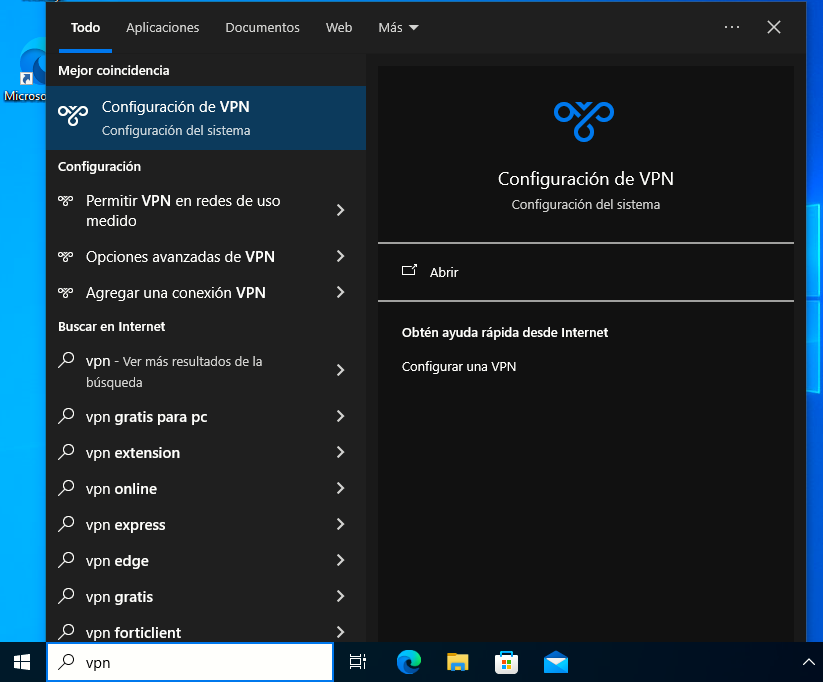 Todo Aplicaciones Documentos Web Más
Mejor coincidencia
Configuración de VPN
Configuración del sistema
Configuración
Permitir VPN en redes de uso
medido
Opciones avanzadas de VPN
Agregar una conexión VPN
Buscar en Internet
vpn - Ver más resultados de la
búsqueda
vpn gratis para pc
vpn extension
vpn online
vpn express
vpn edge
vpn gratis
vpn forticlient
Configuración de VPN
Configuración del sistema
Abrir
Obtén ayuda rápida desde Internet
Configurar una VPN
vpn